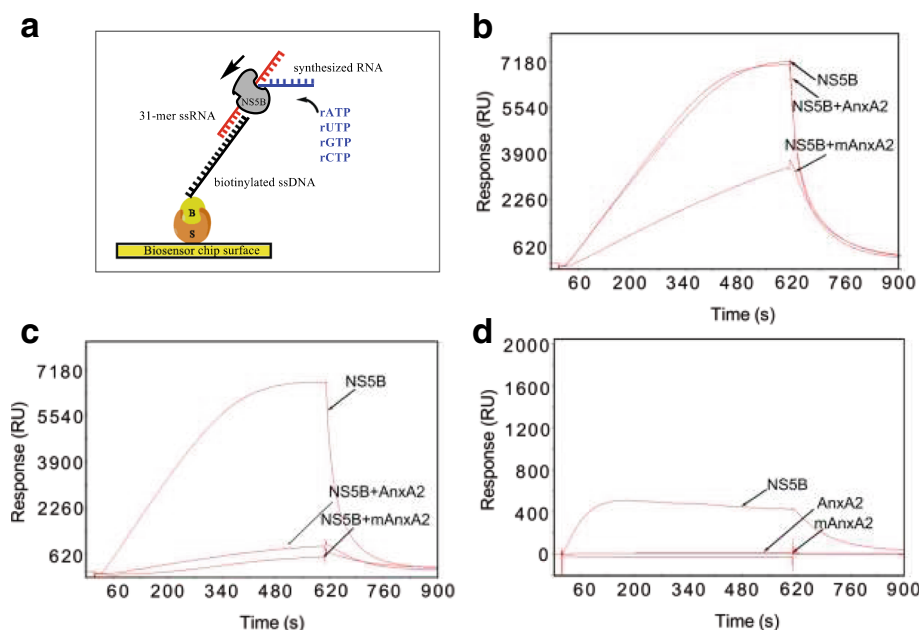 a
synthesized RNA
NS5B
31-mer ssRNA
rATP
rUTP
rGTP
rCTP
biotinylated ssDNA
B
S
Biosensor chip surface
b
Response (RU)
7180
5540
3900
2260
620
NS5B
NS5B+AnxA2
NS5B+mAnxA2
60 200 340 480 620 760 900
Time (s)
c
Response (RU)
7180
5540
3900
2260
620
NS5B
NS5B+AnxA2
NS5B+mAnxA2
60 200 340 480 620 760 900
Time (s)
d
Response (RU)
2000
1600
1200
800
400
0
NS5B
AnxA2
mAnxA2
60 200 340 480 620 760 900
Time (s)